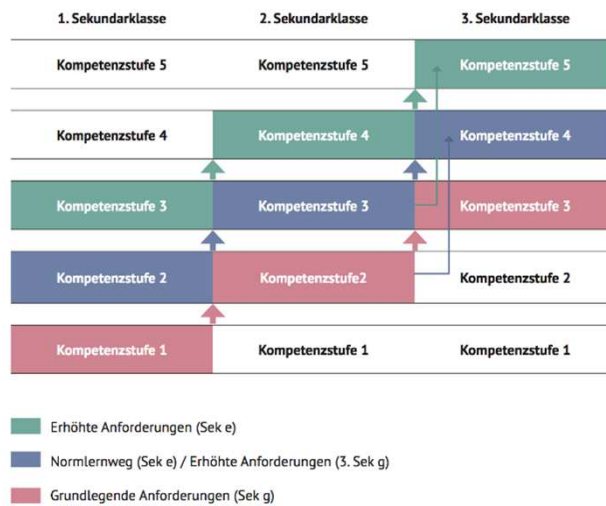 1. Sekundarklasse 2. Sekundarklasse 3. Sekundarklasse
Kompetenzstufe 5 Kompetenzstufe 5 Kompetenzstufe 5
Kompetenzstufe 4 Kompetenzstufe 4 Kompetenzstufe 4
Kompetenzstufe 3 Kompetenzstufe 3 Kompetenzstufe 3
Kompetenzstufe 2 Kompetenzstufe2 Kompetenzstufe 2
Kompetenzstufe 1 Kompetenzstufe 1 Kompetenzstufe 1
Erhöhte Anforderungen (Sek e)
Normlernweg (Sek e) / Erhöhte Anforderungen (3. Sek g)
Grundlegende Anforderungen (Sek g)